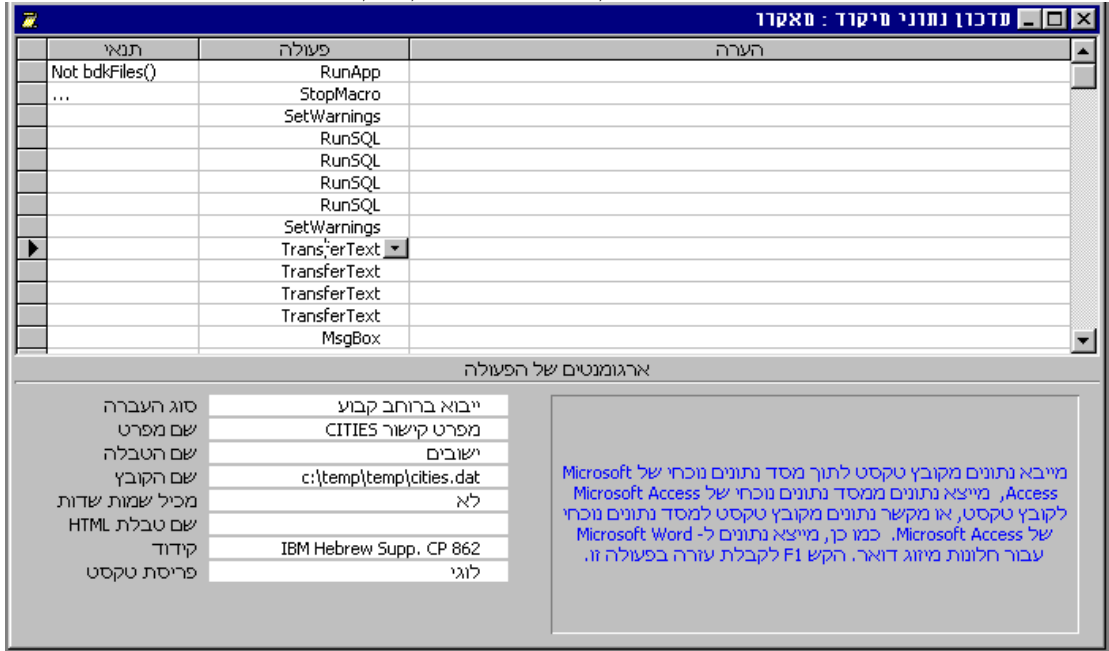 עדכון נתוני מיקוד : מאקרו
תנאי פעולה הערה
Not bdkFiles() RunApp
... StopMacro
SetWarnings
RunSQL
RunSQL
RunSQL
RunSQL
SetWarnings
TransferText
TransferText
TransferText
TransferText
MsgBox
ארגומנטים של הפעולה
סוג העברה ייבוא ברוחב קבוע
שם מפרט מפרט קישור CITIES
שם הטבלה ישובים
שם הקובץ c:\temp\temp\cities.dat
מכיל שמות שדות לא
שם טבלת HTML
קידוד IBM Hebrew Supp. CP 862
פריסת טקסט לוגי
מייבא נתונים מקובץ טקסט לתוך מסד נתונים נוכחי של Microsoft
Access, מייצא נתונים ממסד נתונים נוכחי של Microsoft Access
לקובץ טקסט, או מקשר נתונים מקובץ טקסט למסד נתונים נוכחי
של Microsoft Access. כמו כן, מייצא נתונים ל- Microsoft Word
עבור חלונות מיזוג דואר. הקש F1 לקבלת עזרה בפעולה זו.